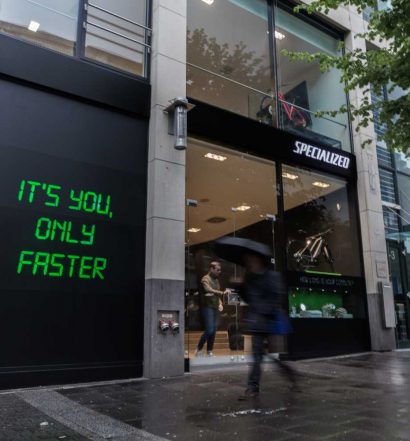 IT'S YOU,
ONLY
FASTER
SPECIALIZED